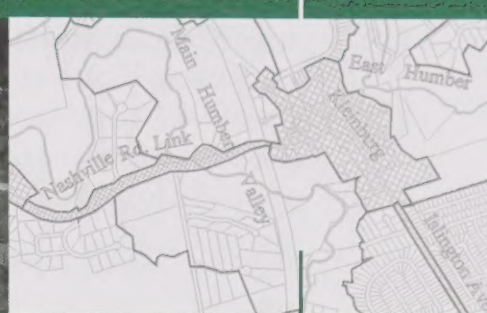 Main
Humber
Valley
East Humber
Kleinburg
Nashville Rd. Link
Islington Ave